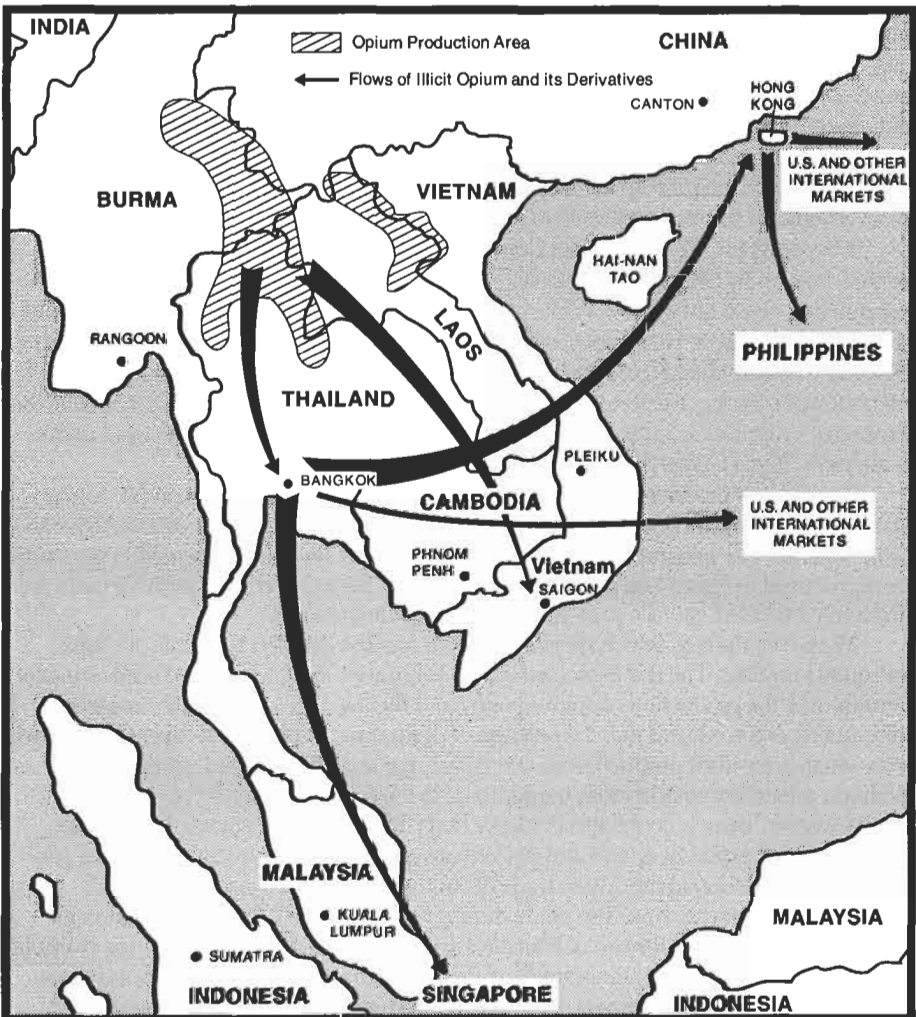 INDIA
Opium Production Area
CHINA
Flows of Illicit Opium and its Derivatives
CANTON
HONG
KONG
U.S. AND OTHER
INTERNATIONAL
MARKETS
BURMA
VIETNAM
HAI-NAN
TAO
RANGOON
LAOS
PHILIPPINES
THAILAND
PLEIKU
BANGKOK
CAMBODIA
U.S. AND OTHER
INTERNATIONAL
MARKETS
PHNOM
PENH
Vietnam
SAIGON
MALAYSIA
KUALA
LUMPUR
MALAYSIA
SUMATRA
INDONESIA
SINGAPORE
INDONESIA